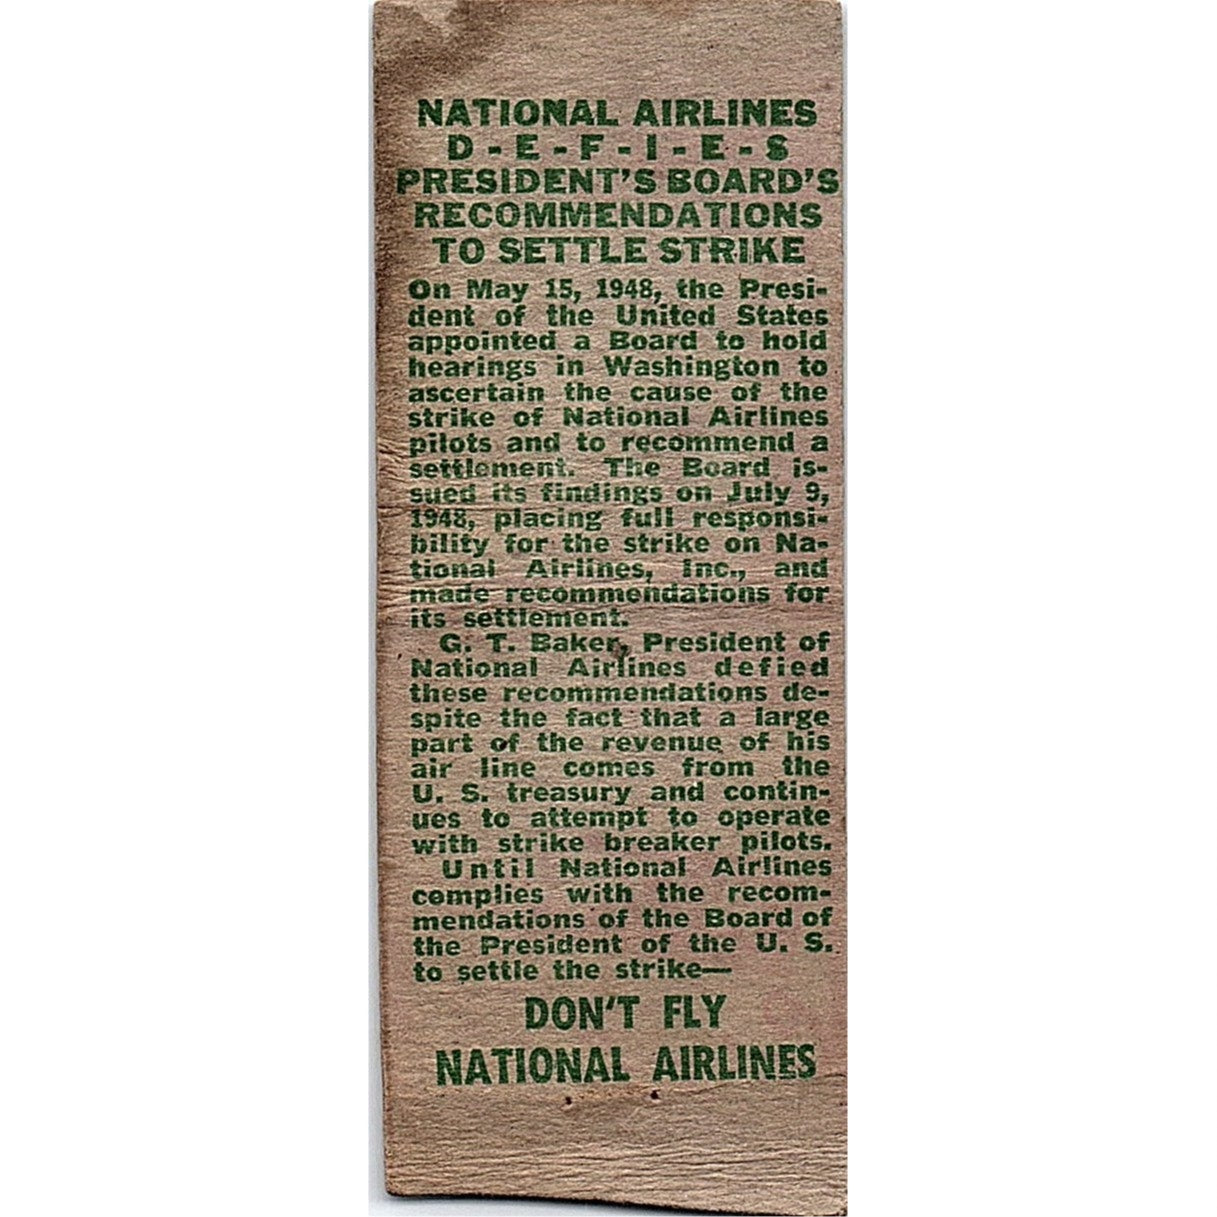 NATIONAL AIRLINES
D-E-F-I-E-S
PRESIDENT'S BOARD'S
RECOMMENDATIONS
TO SETTLE STRIKE
On May 15, 1948, the Presi-
dent of the United States
appointed a Board to hold
hearings in Washington to
ascertain the cause of the
strike of National Airlines
pilots and to recommend a
settlement. The Board is-
sued its findings on July 9,
1948, placing full responsi-
bility for the strike on Na-
tional Airlines, Inc., and
made recommendations for
its settlement.
G. T. Baker, President of
National Airlines defied
these recommendations de-
spite the fact that a large
part of the revenue of his
air line comes from the
U. S. treasury and contin-
ues to attempt to operate
with strike breaker pilots.
Until National Airlines
complies with the recom-
mendations of the Board of
the President of the U. S.
to settle the strike—
DON'T FLY
NATIONAL AIRLINES